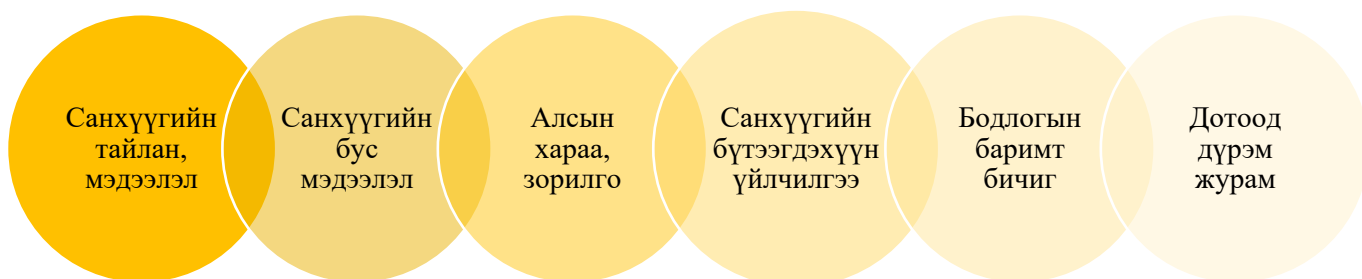 Санхүүгийн
тайлан,
мэдээлэл
Санхүүгийн
бус
мэдээлэл
Алсын
хараа,
зорилго
Санхүүгийн
бүтээгдэхүүн
үйлчилгээ
Бодлогын
баримт
бичиг
Дотоод
дүрэм
журам